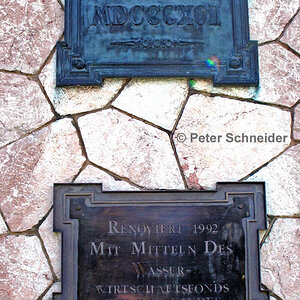 MDCCCXCI
© Peter Schneider
RENOVIERT 1992
MIT MITTELN DES
WASSER-
WIRTSCHAFTSFONDS